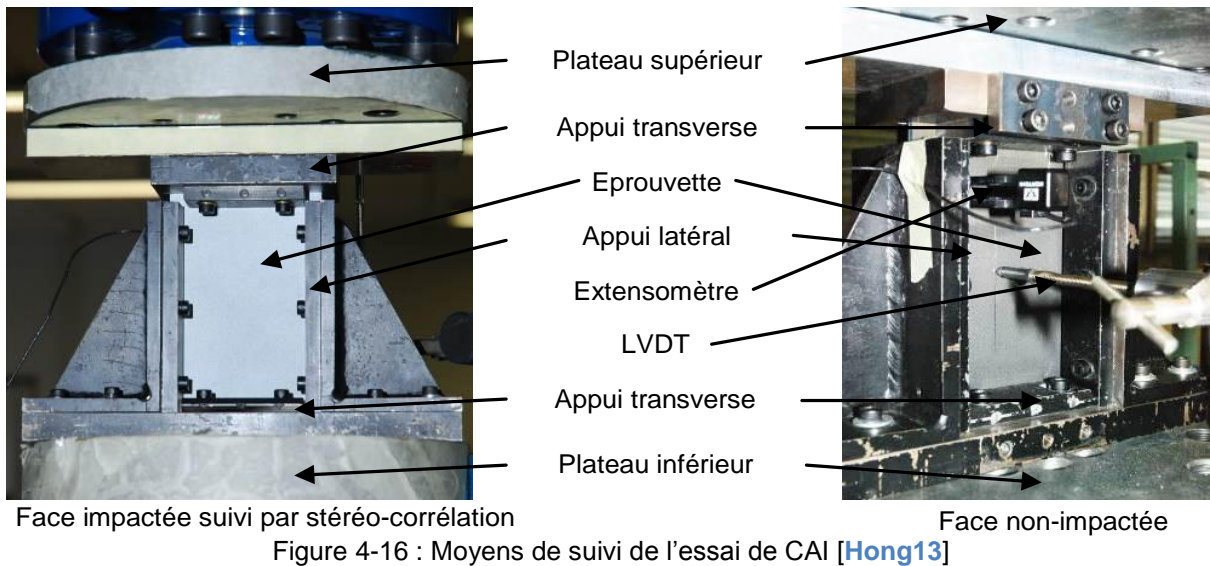 Plateau supérieur
Appui transverse
Eprouvette
Appui latéral
Extensomètre
LVDT
Appui transverse
Plateau inférieur
Face impactée suivi par stéréo-corrélation
Face non-impactée
Figure 4-16 : Moyens de suivi de l’essai de CAI [Hong13]